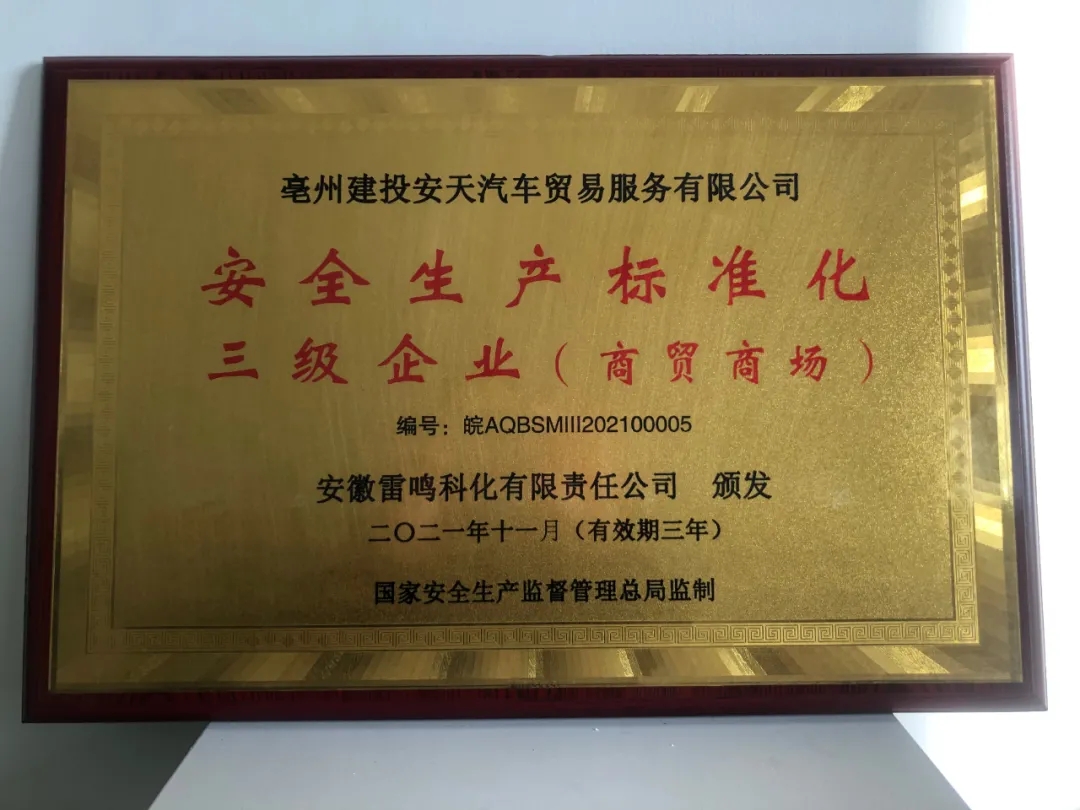 亳州建投安天汽车贸易服务有限公司
安全生产标准化
三级企业（商贸商场）
编号：皖AQBSMIII202100005
安徽雷鸣科化有限责任公司 颁发
二〇二一年十一月（有效期三年）
国家安全生产监督管理总局监制